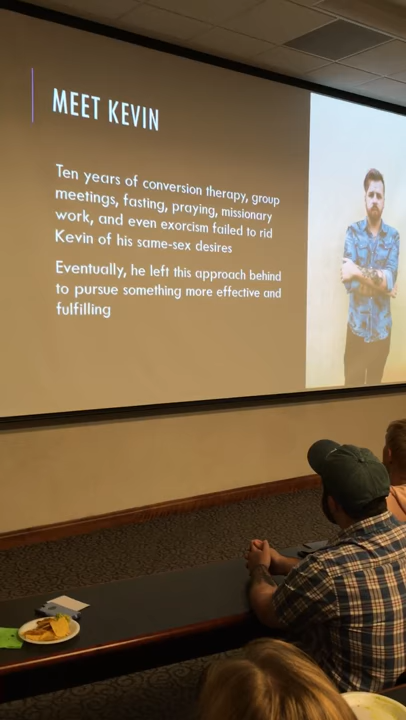 MEET KEVIN
Ten years of conversion therapy, group
meetings, fasting, praying, missionary
work, and even exorcism failed to rid
Kevin of his same-sex desires
Eventually, he left this approach behind
to pursue something more effective and
fulfilling